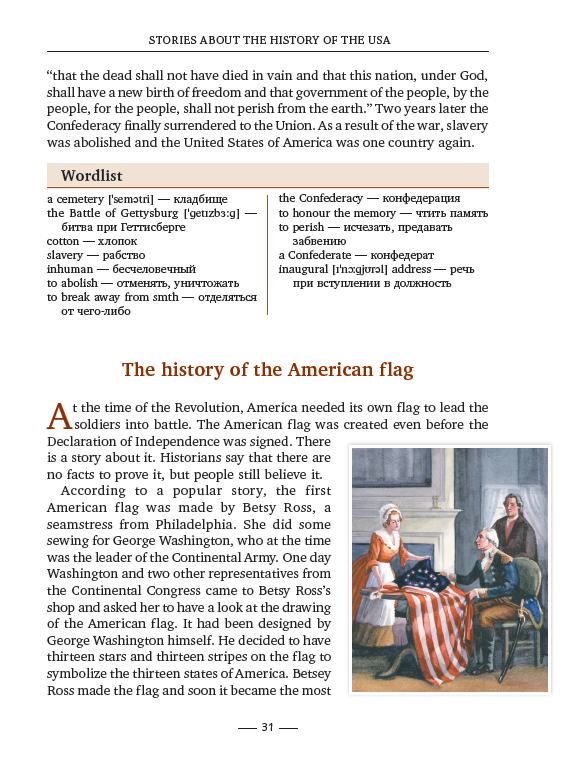 STORIES ABOUT THE HISTORY OF THE USA
“that the dead shall not have died in vain and that this nation, under God,
shall have a new birth of freedom and that government of the people, by the
people, for the people, shall not perish from the earth.” Two years later the
Confederacy finally surrendered to the Union. As a result of the war, slavery
was abolished and the United States of America was one country again.
Wordlist
a cemetery [ˈsemətri] — кладбище
the Battle of Gettysburg [ˈgetɪzbɜ:g] —
битва при Геттисберге
cotton — хлопок
slavery — рабство
inhuman — бесчеловечный
to abolish — отменять, уничтожать
to break away from smth — отделяться
от чего-либо
the Confederacy — конфедерация
to honour the memory — чтить память
to perish — исчезать, предавать
забвению
a Confederate — конфедерат
inaugural [ɪˈnɔ:gjʊrəl] address — речь
при вступлении в должность
The history of the American flag
At the time of the Revolution, America needed its own flag to lead the
soldiers into battle. The American flag was created even before the
Declaration of Independence was signed. There
is a story about it. Historians say that there are
no facts to prove it, but people still believe it.
According to a popular story, the first
American flag was made by Betsy Ross, a
seamstress from Philadelphia. She did some
sewing for George Washington, who at the time
was the leader of the Continental Army. One day
Washington and two other representatives from
the Continental Congress came to Betsy Ross’s
shop and asked her to have a look at the drawing
of the American flag. It had been designed by
George Washington himself. He decided to have
thirteen stars and thirteen stripes on the flag to
symbolize the thirteen states of America. Betsey
Ross made the flag and soon it became the most
— 31 —